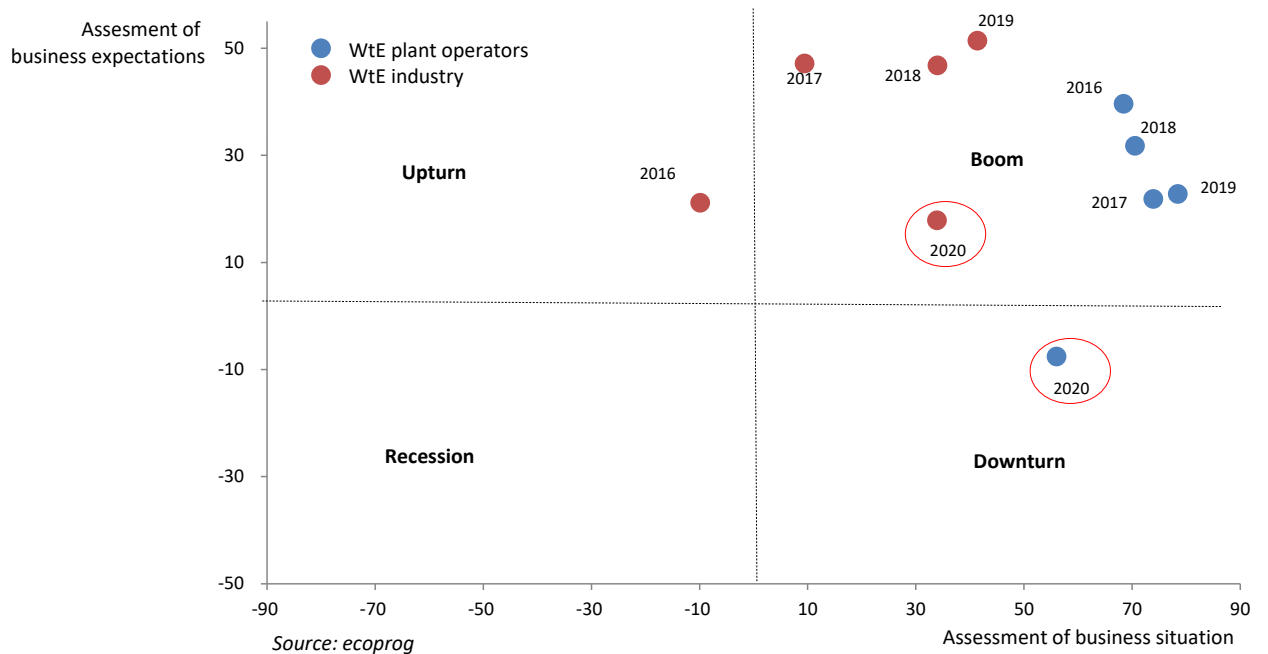 Assesment of
business expectations
WtE plant operators
WtE industry
2019
2017
2018
2016
2018
2016
2017
2019
2020
2020
Upturn
Boom
Recession
Downturn
50
30
10
-10
-30
-50
-90
-70
-50
-30
-10
10
30
50
70
90
Source: ecoprog
Assessment of business situation